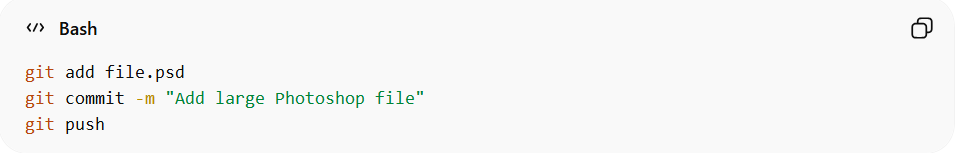 Bash
git add file.psd
git commit -m "Add large Photoshop file"
git push